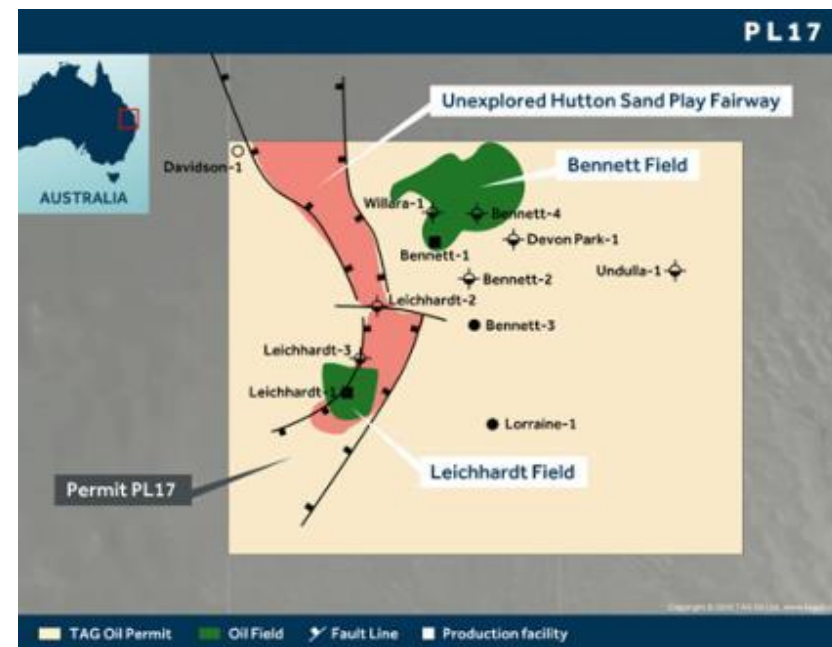 PL17
AUSTRALIA
Unexplored Hutton Sand Play Fairway
Bennett Field
Davidson-1
Willara-1
Bennett-4
Devon Park-1
Bennett-1
Bennett-2
Undulla-1
Leichhardt-2
Bennett-3
Leichhardt-3
Leichhardt-1
Lorraine-1
Leichhardt Field
Permit PL17
TAG Oil Permit
Oil Field
Fault Line
Production facility